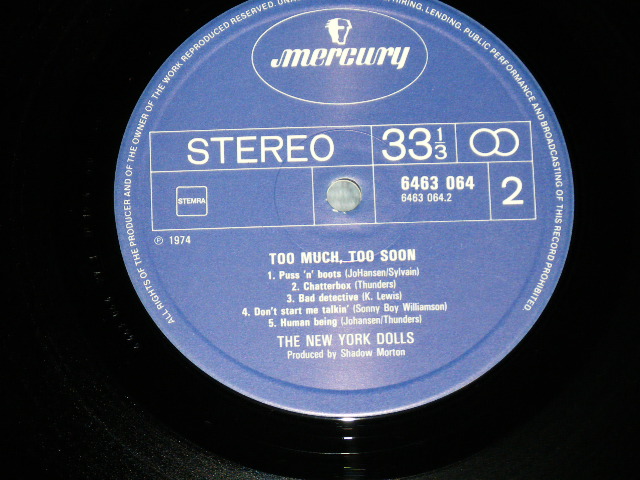 ALL RIGHTS OF THE PRODUCER AND OF THE OWNER OF THE WORK REPRODUCED RESERVED. LENDING, PUBLIC PERFORMANCE AND BROADCASTING OF THIS RECORD PROHIBITED
mercury
STEREO 33 1/3
STEMRA
6463 064 2
6463 064.2
℗ 1974
TOO MUCH, TOO SOON
1. Puss 'n' boots (JoHansen/Sylvain)
2. Chatterbox (Thunders)
3. Bad detective (K. Lewis)
4. Don't start me talkin' (Sonny Boy Williamson)
5. Human being (Johansen/Thunders)
THE NEW YORK DOLLS
Produced by Shadow Morton